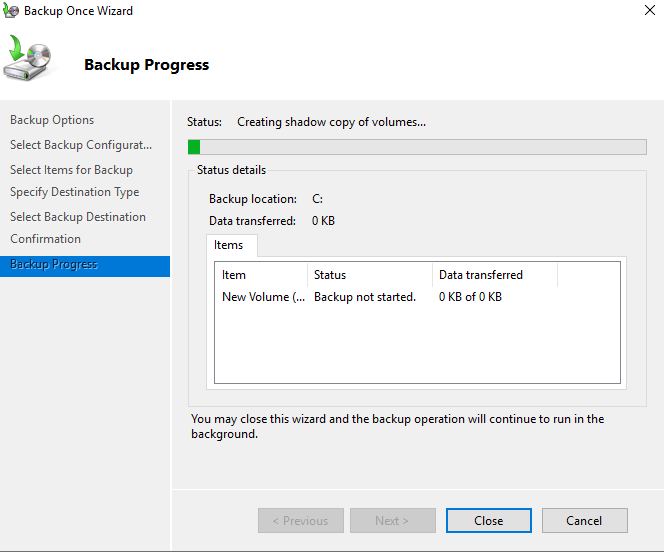 Backup Once Wizard
Backup Progress
Backup Options
Select Backup Configurat...
Select Items for Backup
Specify Destination Type
Select Backup Destination
Confirmation
Backup Progress
Status: Creating shadow copy of volumes...
Status details
Backup location: C:
Data transferred: 0 KB
Items
Item Status Data transferred
New Volume (... Backup not started. 0 KB of 0 KB
You may close this wizard and the backup operation will continue to run in the
background.
< Previous Next > Close Cancel